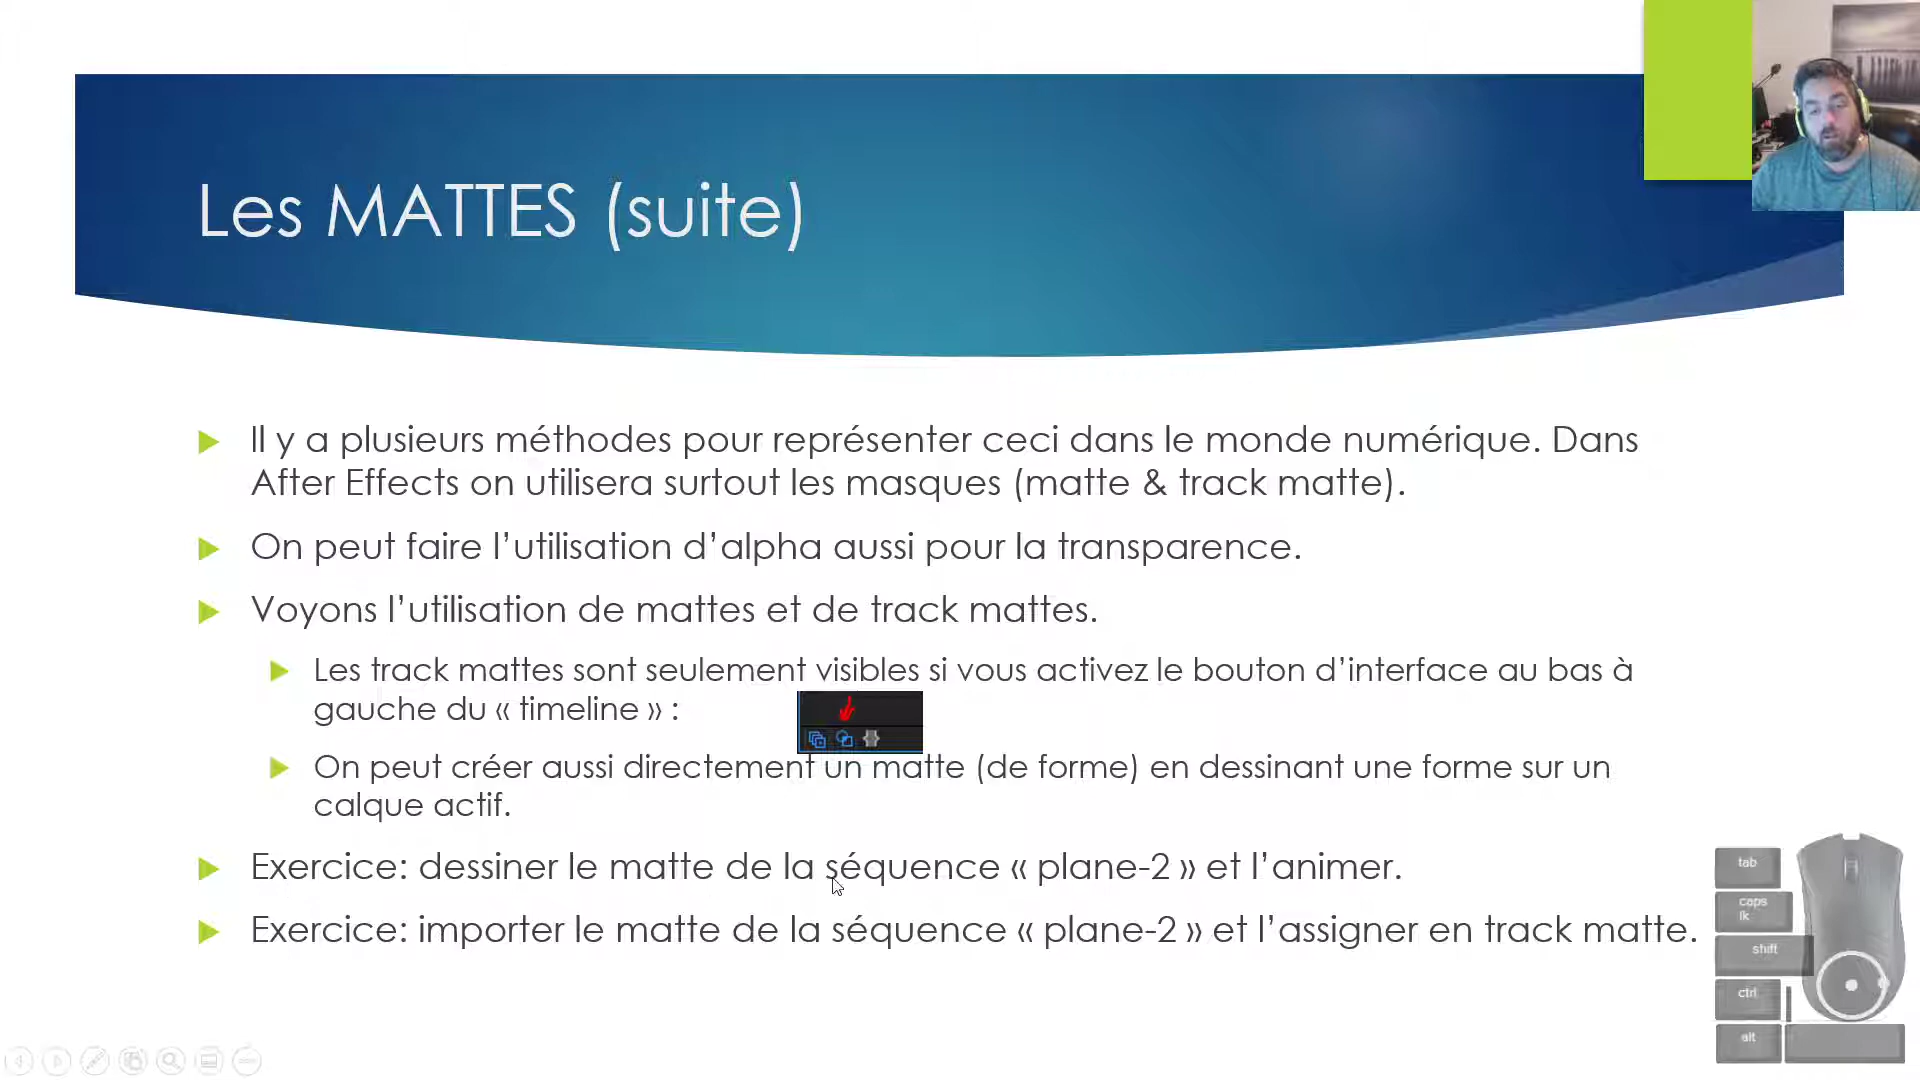 Les MATTES (suite)
Il y a plusieurs méthodes pour représenter ceci dans le monde numérique. Dans
After Effects on utilisera surtout les masques (matte & track matte).
On peut faire l’utilisation d’alpha aussi pour la transparence.
Voyons l’utilisation de mattes et de track mattes.
Les track mattes sont seulement visibles si vous activez le bouton d’interface au bas à
gauche du « timeline » :
On peut créer aussi directement un matte (de forme) en dessinant une forme sur un
calque actif.
Exercice: dessiner le matte de la séquence « plane-2 » et l’animer.
Exercice: importer le matte de la séquence « plane-2 » et l’assigner en track matte.
tab
caps
lk
shift
ctrl
alt